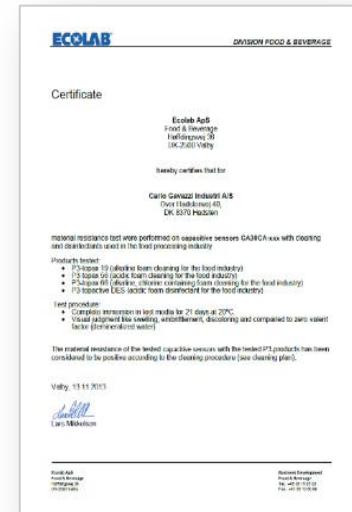 ECOLAB
DIVISION FOOD & BEVERAGE
Certificate
Ecolab ApS
Food & Beverage
Høffdingsvej 36
DK-2500 Valby
hereby certifies that for
Carlo Gavazzi Industri A/S
Over Hadstenvej 40,
DK 8370 Hadsten
material resistance test were performed on capacitive sensors CA30CA-xxx with cleaning
and disinfectants used in the food processing industry
Products tested:
• P3-topax 19 (alkaline foam cleaning for the food industry)
• P3-topax 56 (acidic foam cleaning for the food industry)
• P3-topax 66 (alkaline, chlorine containing foam cleaning for the food industry)
• P3-topactive DES (acidic foam disinfectant for the food industry)
Test procedure:
• Complete immersion in test media for 21 days at 20°C.
• Visual judgment like swelling, embrittlement, discoloring and compared to zero valent
factor (demineralized water)
The material resistance of the tested capacitive sensors with the tested P3 products has been
considered to be positive according to the cleaning procedure (see cleaning plan).
Valby, 13 11 2013
Lars Mikkelsen
Ecolab ApS
Food & Beverage